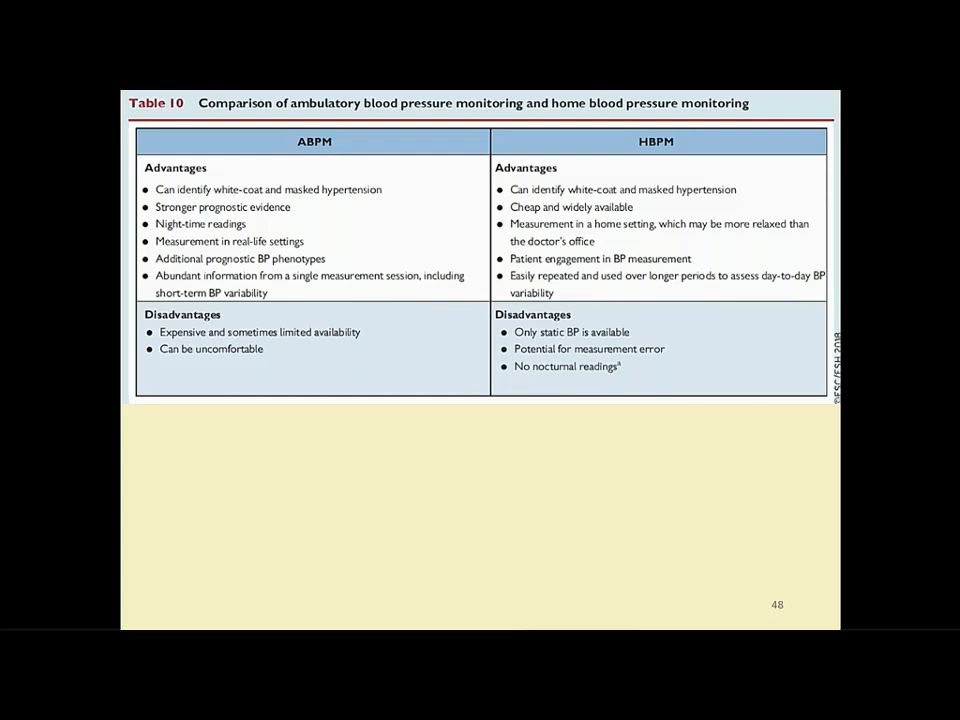 Table 10 Comparison of ambulatory blood pressure monitoring and home blood pressure monitoring
ABPM
HBPM
Advantages
● Can identify white-coat and masked hypertension
● Stronger prognostic evidence
● Night-time readings
● Measurement in real-life settings
● Additional prognostic BP phenotypes
● Abundant information from a single measurement session, including
short-term BP variability
Advantages
● Can identify white-coat and masked hypertension
● Cheap and widely available
● Measurement in a home setting, which may be more relaxed than
the doctor's office
● Patient engagement in BP measurement
● Easily repeated and used over longer periods to assess day-to-day BP
variability
Disadvantages
● Expensive and sometimes limited availability
● Can be uncomfortable
Disadvantages
● Only static BP is available
● Potential for measurement error
● No nocturnal readingsᵃ
©ESC/ESH 2018
48